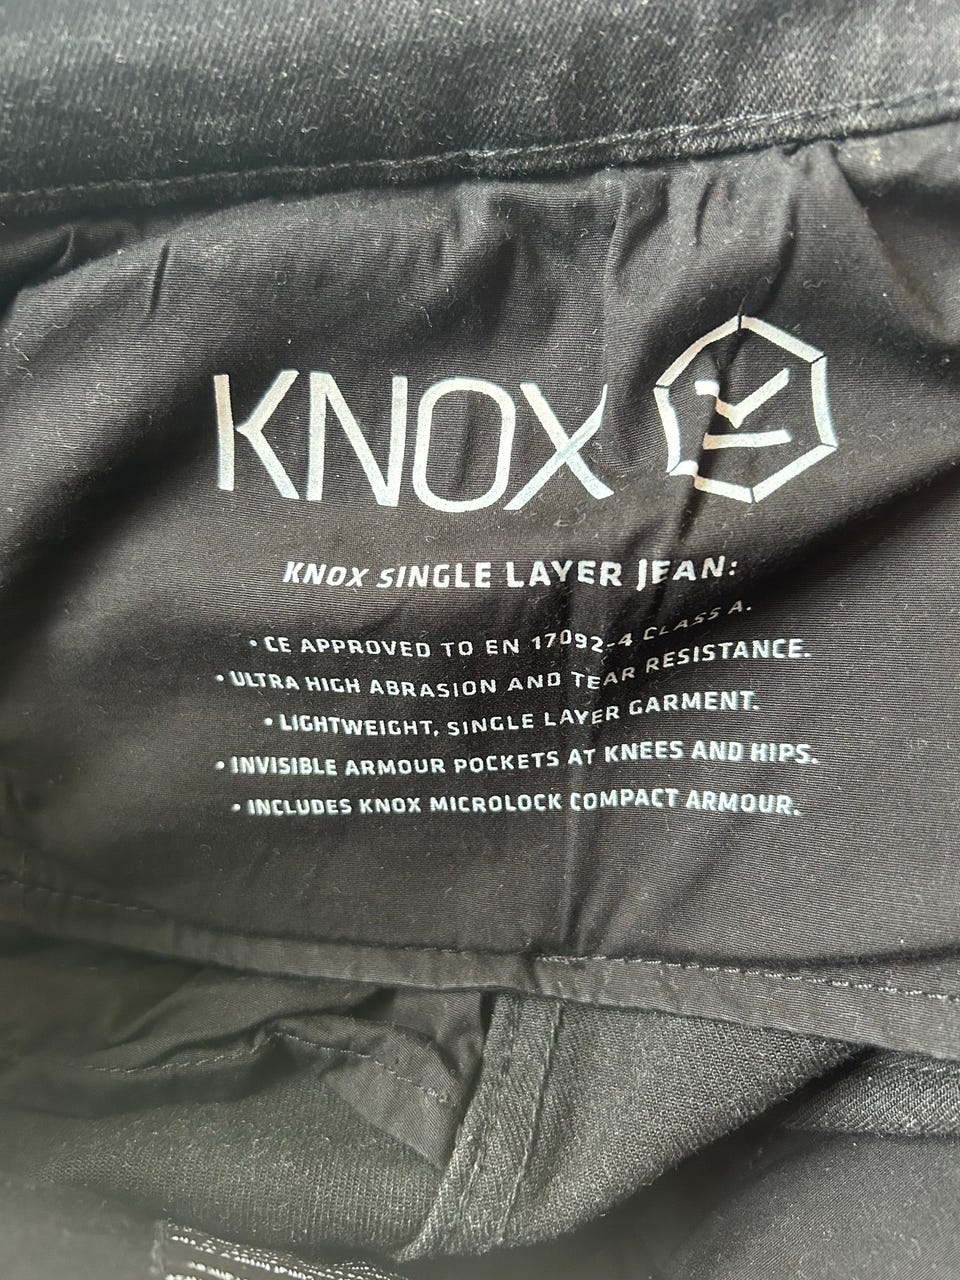 KNOX
KNOX SINGLE LAYER JEAN:
• CE APPROVED TO EN 17092-4 CLASS A.
• ULTRA HIGH ABRASION AND TEAR RESISTANCE.
• LIGHTWEIGHT, SINGLE LAYER GARMENT.
• INVISIBLE ARMOUR POCKETS AT KNEES AND HIPS.
• INCLUDES KNOX MICROLOCK COMPACT ARMOUR.